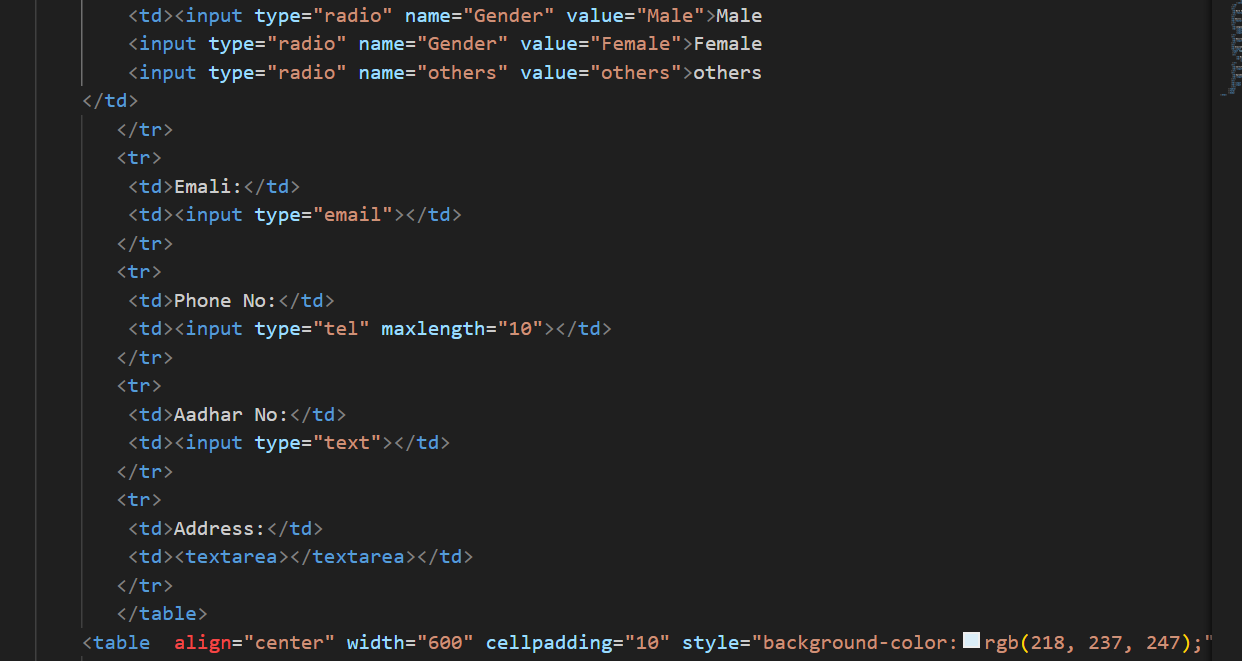 <td><input type="radio" name="Gender" value="Male">Male
<input type="radio" name="Gender" value="Female">Female
<input type="radio" name="others" value="others">others
</td>
</tr>
<tr>
<td>Emali:</td>
<td><input type="email"></td>
</tr>
<tr>
<td>Phone No:</td>
<td><input type="tel" maxlength="10"></td>
</tr>
<tr>
<td>Aadhar No:</td>
<td><input type="text"></td>
</tr>
<tr>
<td>Address:</td>
<td><textarea></textarea></td>
</tr>
</table>
<table  align="center" width="600" cellpadding="10" style="background-color: rgb(218, 237, 247);"